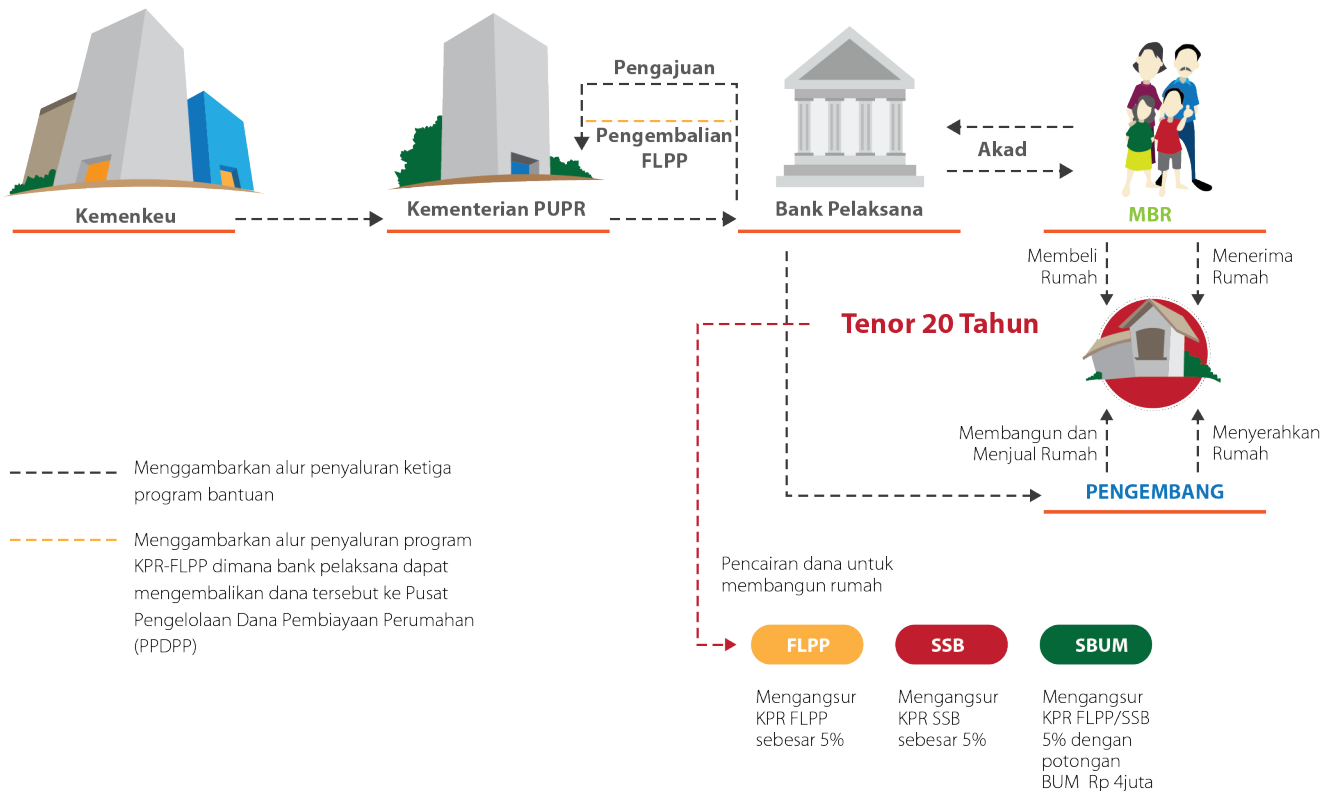 Pengajuan
Pengembalian
FLPP
Akad
Kemenkeu
Kementerian PUPR
Bank Pelaksana
MBR
Membeli
Rumah
Menerima
Rumah
Tenor 20 Tahun
Membangun dan
Menjual Rumah
Menyerahkan
Rumah
PENGEMBANG
Menggambarkan alur penyaluran ketiga
program bantuan
Menggambarkan alur penyaluran program
KPR-FLPP dimana bank pelaksana dapat
mengembalikan dana tersebut ke Pusat
Pengelolaan Dana Pembiayaan Perumahan
(PPDPP)
Pencairan dana untuk
membangun rumah
FLPP
SSB
SBUM
Mengangsur
KPR FLPP
sebesar 5%
Mengangsur
KPR SSB
sebesar 5%
Mengangsur
KPR FLPP/SSB
5% dengan
potongan
BUM Rp 4juta